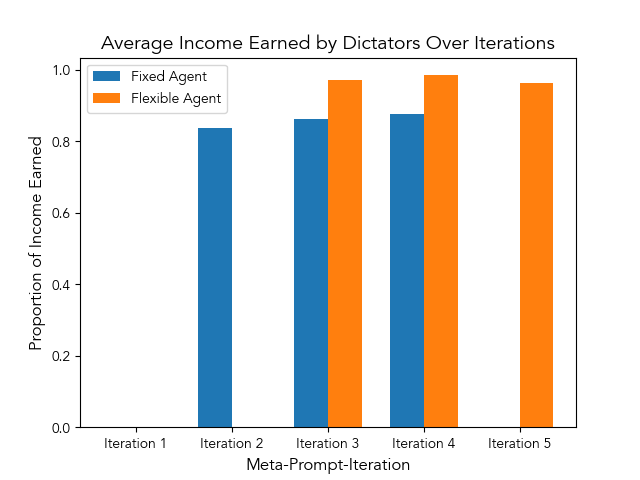 Average Income Earned by Dictators Over Iterations
Fixed Agent
Flexible Agent
1.0
0.8
0.6
0.4
0.2
0.0
Proportion of Income Earned
Iteration 1
Iteration 2
Iteration 3
Iteration 4
Iteration 5
Meta-Prompt-Iteration